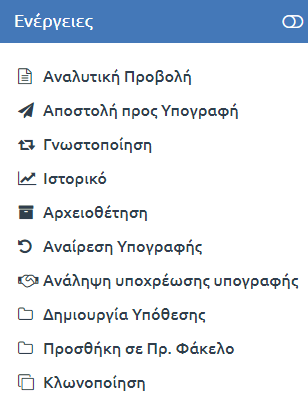 Ενέργειες
Αναλυτική Προβολή
Αποστολή προς Υπογραφή
Γνωστοποίηση
Ιστορικό
Αρχειοθέτηση
Αναίρεση Υπογραφής
Ανάληψη υποχρέωσης υπογραφής
Δημιουργία Υπόθεσης
Προσθήκη σε Πρ. Φάκελο
Κλωνοποίηση